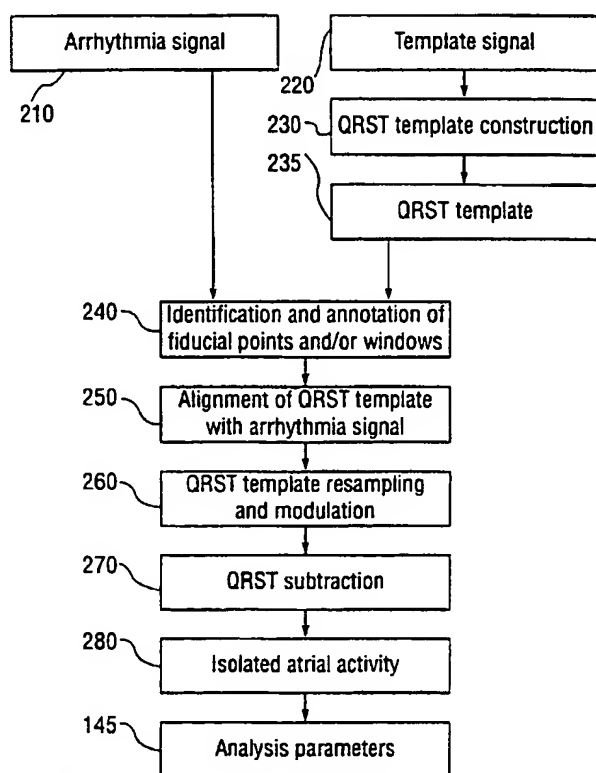 Arrhythmia signal
210
Template signal
220
230
QRST template construction
235
QRST template
240
Identification and annotation of
fiducial points and/or windows
250
Alignment of QRST template
with arrhythmia signal
260
QRST template resampling
and modulation
270
QRST subtraction
280
Isolated atrial activity
145
Analysis parameters